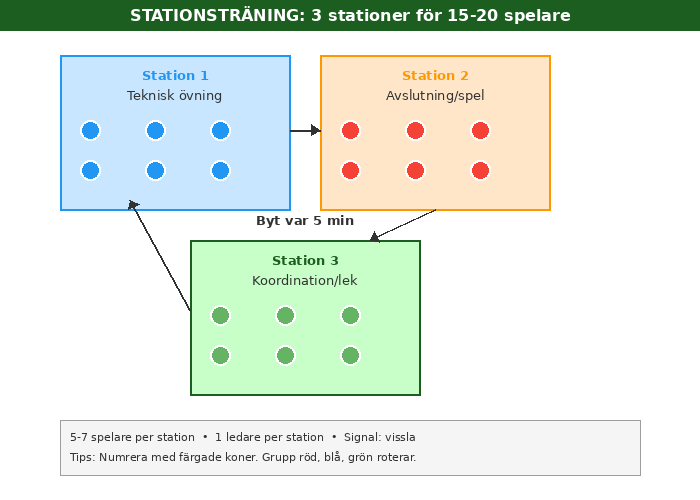 STATIONSTRÄNING: 3 stationer för 15-20 spelare
Station 1
Teknisk övning
Station 2
Avslutning/spel
Byt var 5 min
Station 3
Koordination/lek
5-7 spelare per station • 1 ledare per station • Signal: vissla
Tips: Numrera med färgade koner. Grupp röd, blå, grön roterar.